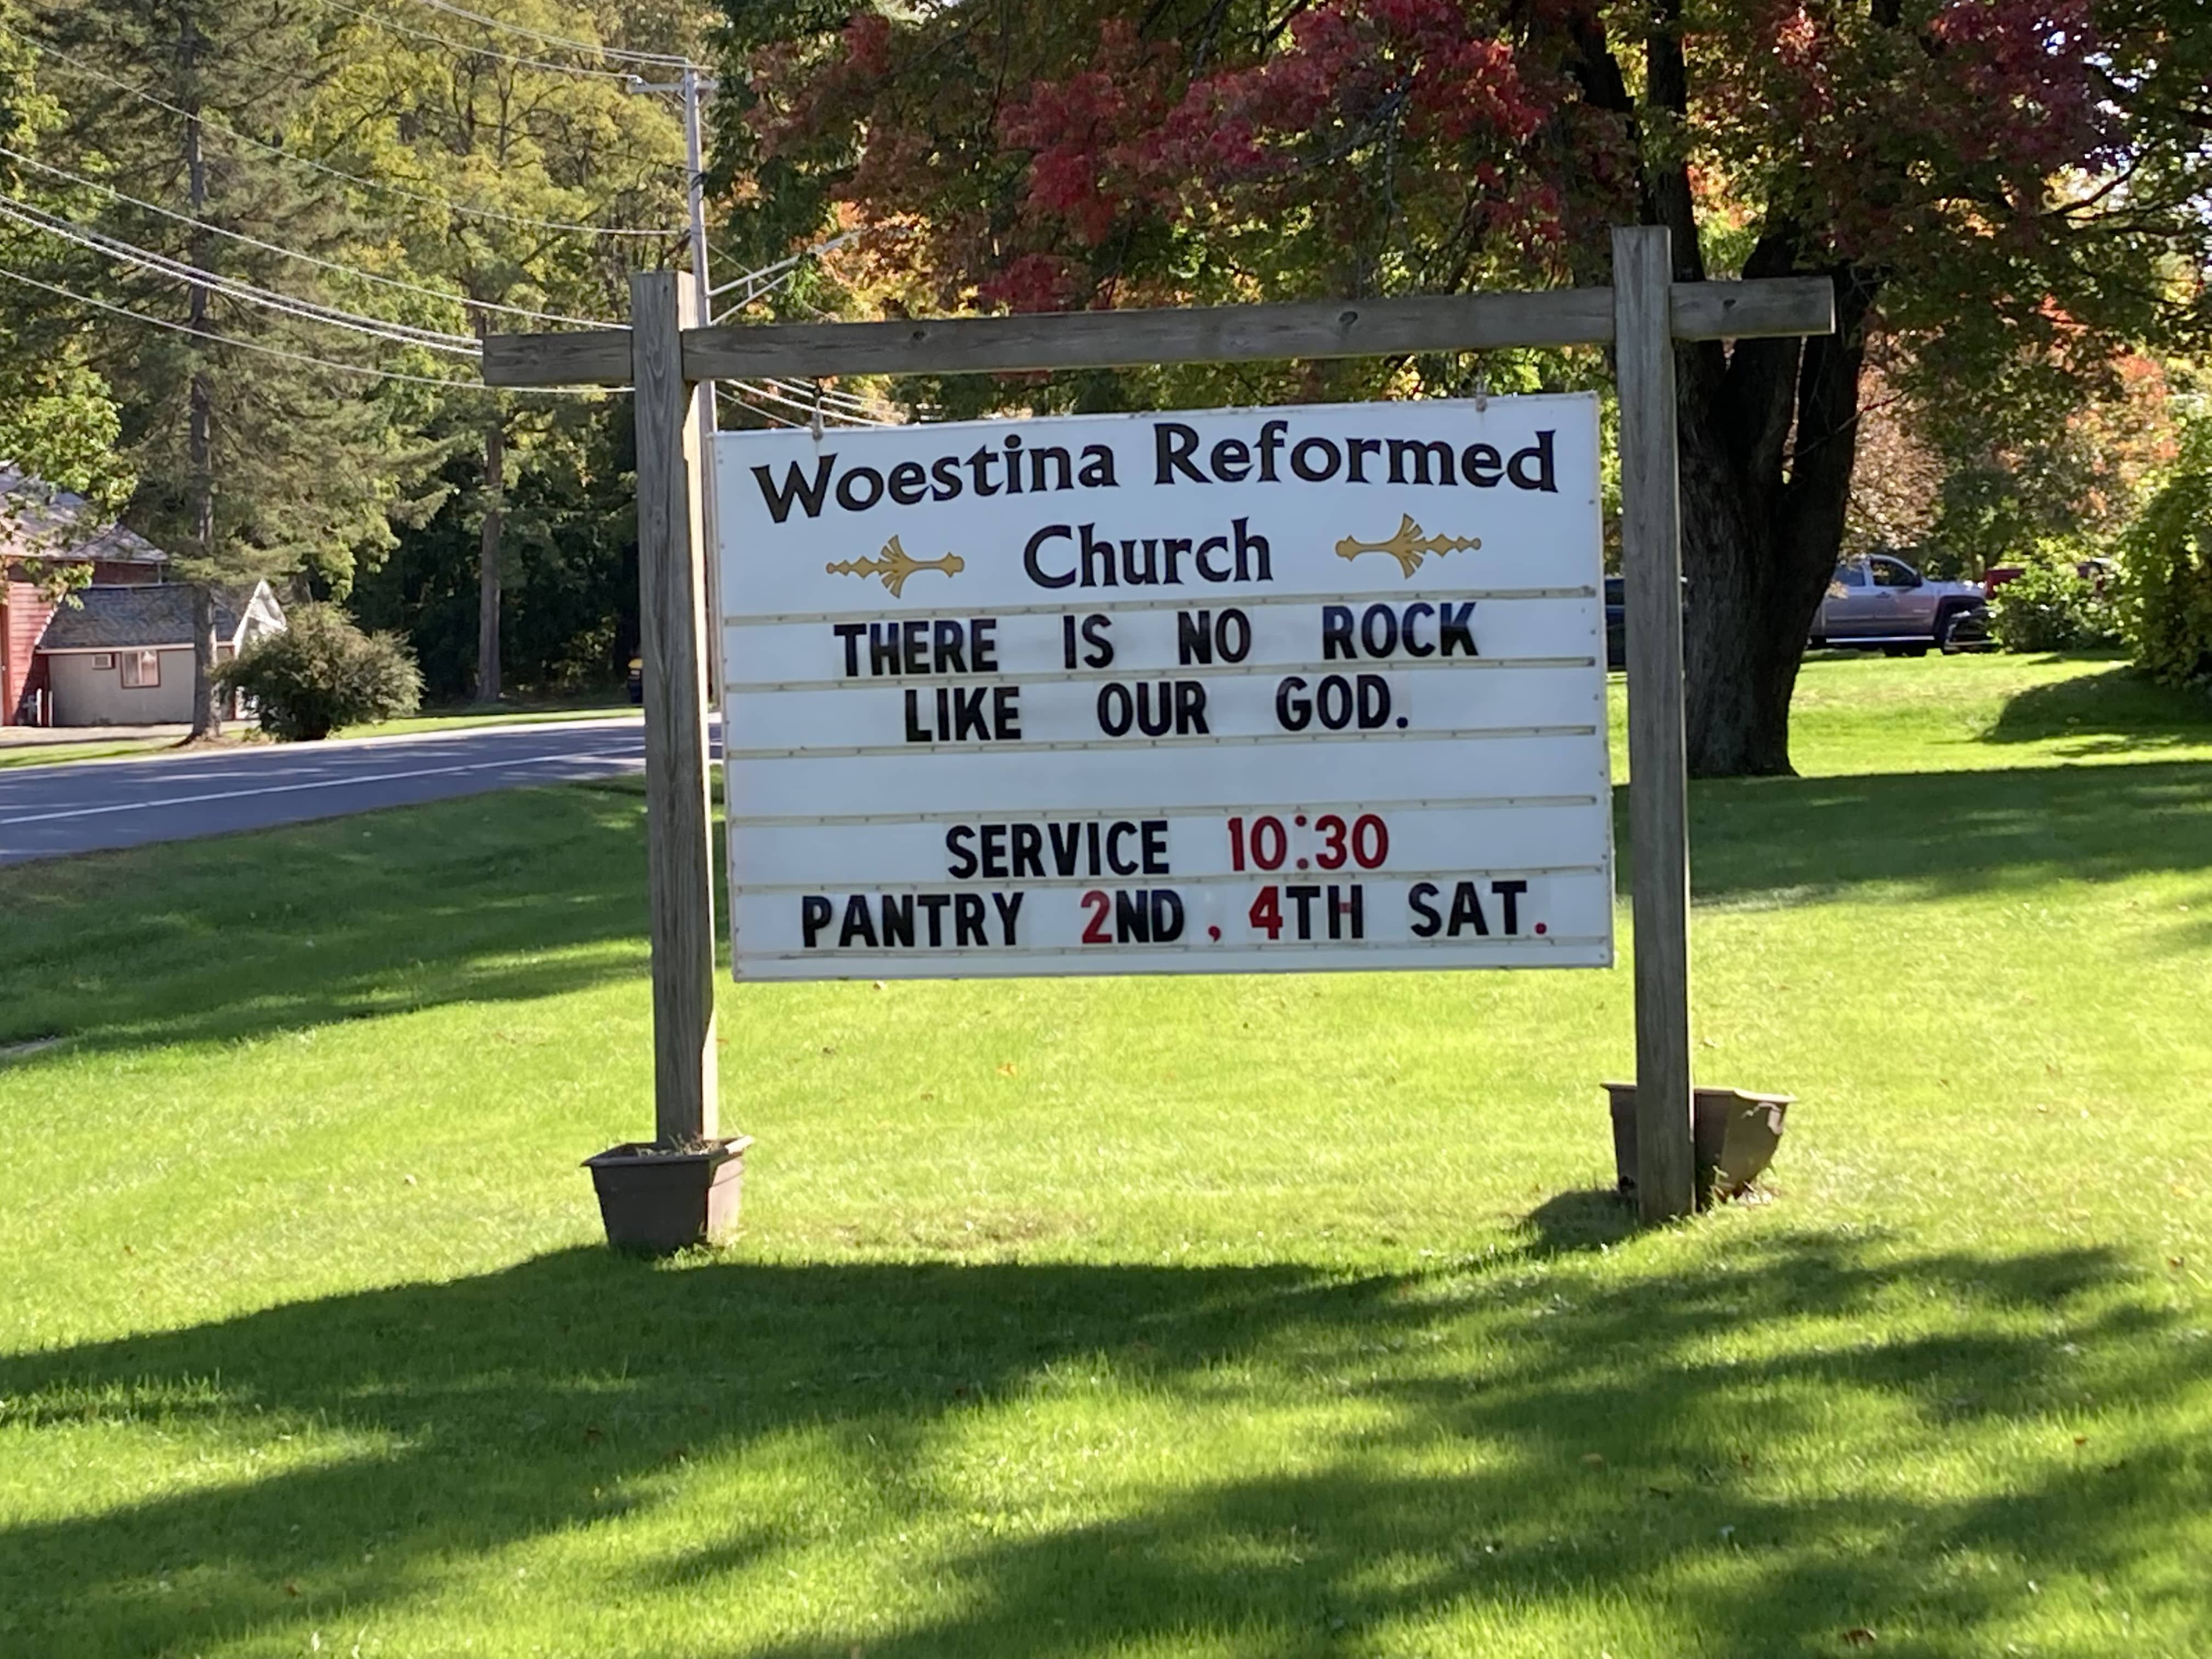 Woestina Reformed
Church
THERE IS NO ROCK
LIKE OUR GOD.
SERVICE 10:30
PANTRY 2ND, 4TH SAT.